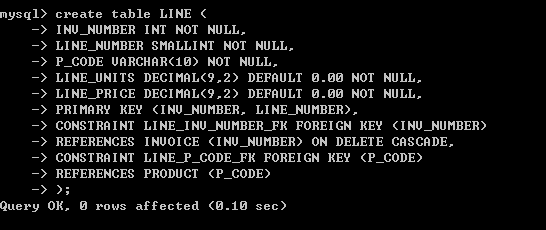 mysql> create table LINE (
    -> INV_NUMBER INT NOT NULL,
    -> LINE_NUMBER SMALLINT NOT NULL,
    -> P_CODE VARCHAR(10) NOT NULL,
    -> LINE_UNITS DECIMAL(9,2) DEFAULT 0.00 NOT NULL,
    -> LINE_PRICE DECIMAL(9,2) DEFAULT 0.00 NOT NULL,
    -> PRIMARY KEY (INV_NUMBER, LINE_NUMBER),
    -> CONSTRAINT LINE_INV_NUMBER_FK FOREIGN KEY (INV_NUMBER)
    -> REFERENCES INVOICE (INV_NUMBER) ON DELETE CASCADE,
    -> CONSTRAINT LINE_P_CODE_FK FOREIGN KEY (P_CODE)
    -> REFERENCES PRODUCT (P_CODE)
    -> );
Query OK, 0 rows affected (0.10 sec)